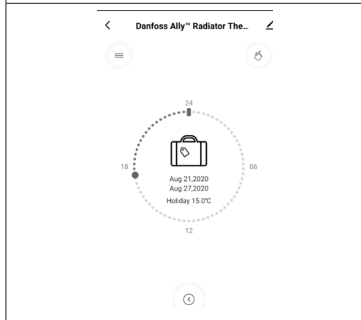 Danfoss Ally™ Radiator The..
24
18
06
Aug 21,2020
Aug 27,2020
Holiday 15.0°C
12